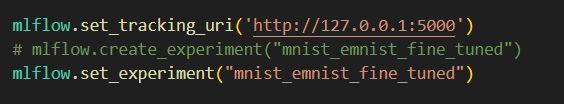 mlflow.set_tracking_uri('http://127.0.0.1:5000')
# mlflow.create_experiment("mnist_emnist_fine_tuned")
mlflow.set_experiment("mnist_emnist_fine_tuned")